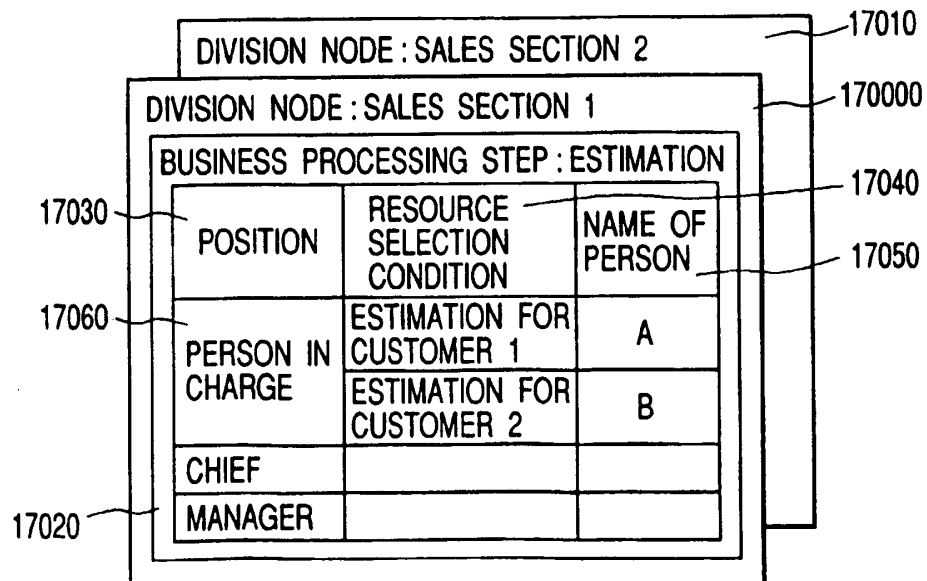 17010
DIVISION NODE : SALES SECTION 2
170000
DIVISION NODE : SALES SECTION 1
BUSINESS PROCESSING STEP : ESTIMATION
17040
17030
POSITION
RESOURCE
SELECTION
CONDITION
NAME OF
PERSON
17050
17060
PERSON IN
CHARGE
ESTIMATION FOR
CUSTOMER 1
A
ESTIMATION FOR
CUSTOMER 2
B
CHIEF
17020
MANAGER